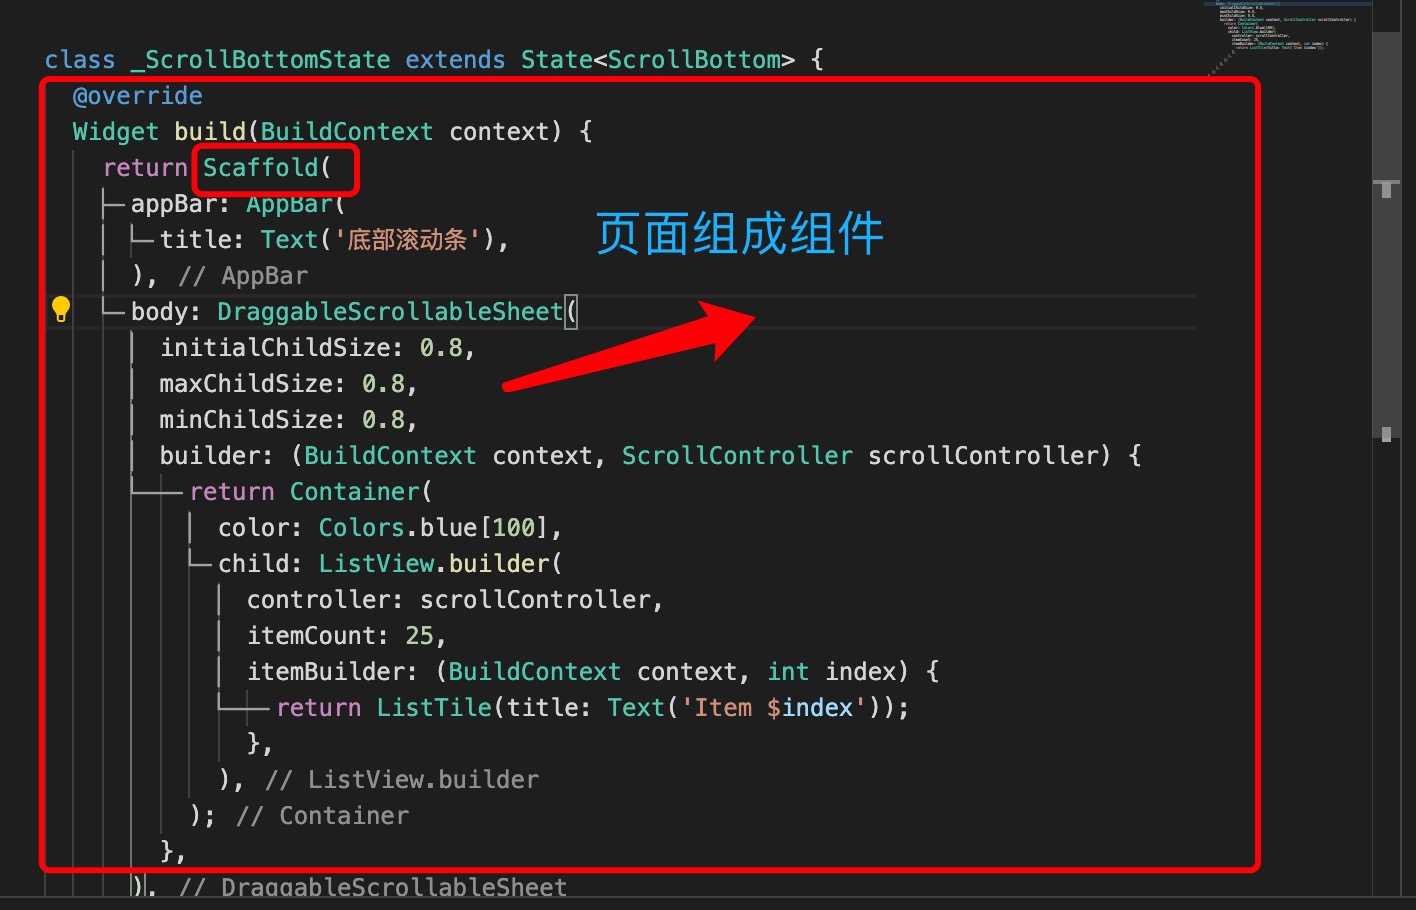 class _ScrollBottomState extends State<ScrollBottom> {
@override
Widget build(BuildContext context) {
return Scaffold(
appBar: AppBar(
title: Text('底部滚动条'),
页面组成组件
), // AppBar
body: DraggableScrollableSheet(
initialChildSize: 0.8,
maxChildSize: 0.8,
minChildSize: 0.8,
builder: (BuildContext context, ScrollController scrollController) {
return Container(
color: Colors.blue[100],
child: ListView.builder(
controller: scrollController,
itemCount: 25,
itemBuilder: (BuildContext context, int index) {
return ListTile(title: Text('Item $index'));
},
), // ListView.builder
); // Container
},
), // DraggableScrollableSheet